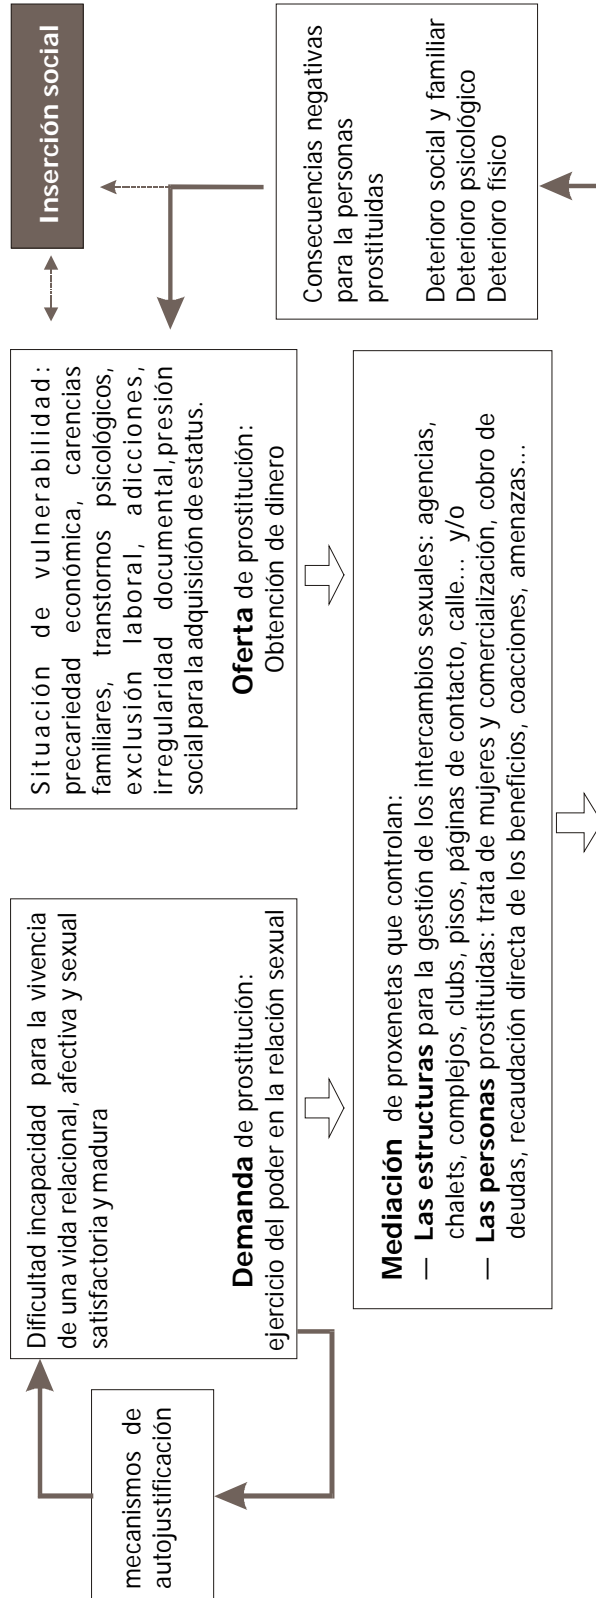 mecanismos de
autojustificación
Dificultad incapacidad para la vivencia
de una vida relacional, afectiva y sexual
satisfactoria y madura
Demanda de prostitución:
ejercicio del poder en la relación sexual
Situación de vulnerabilidad:
precariedad económica, carencias
familiares, transtornos psicológicos,
exclusión laboral, adicciones,
irregularidad documental, presión
social para la adquisición de estatus.
Oferta de prostitución:
Obtención de dinero
Inserción social
Mediación de proxenetas que controlan:
— Las estructuras para la gestión de los intercambios sexuales: agencias,
chalets, complejos, clubs, pisos, páginas de contacto, calle... y/o
— Las personas prostituidas: trata de mujeres y comercialización, cobro de
deudas, recaudación directa de los beneficios, coacciones, amenazas...
Consecuencias negativas
para la personas
prostituidas
Deterioro social y familiar
Deterioro psicológico
Deterioro físico